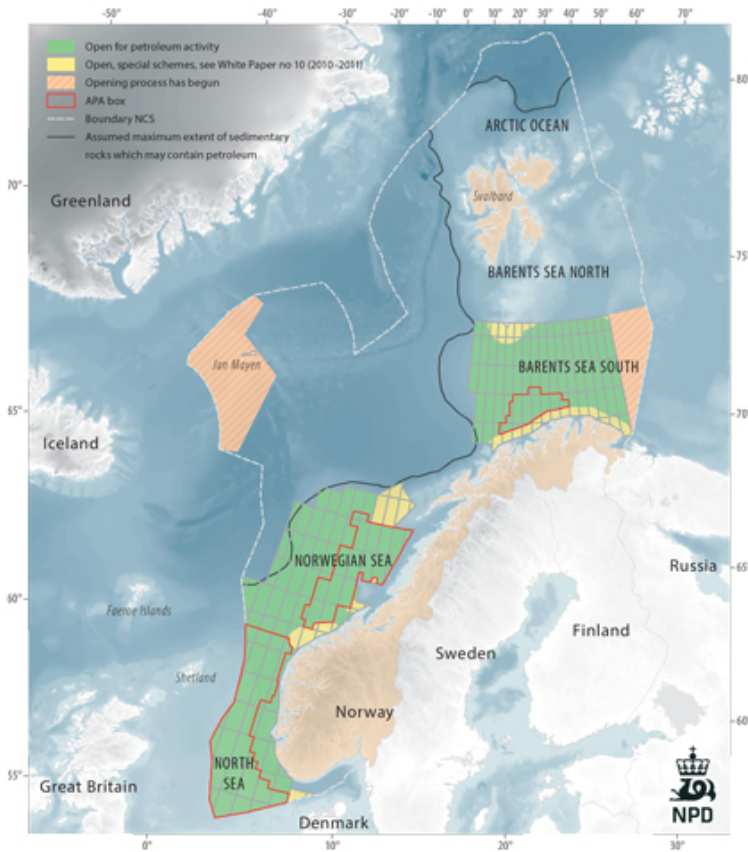 -50° -40° -30° -20° -10° 0° 10° 20° 30° 40° 50° 60° 70°
Open for petroleum activity
Open, special schemes, see White Paper no 10 (2010-2011)
Opening process has begun
APA box
Boundary NCS
Assumed maximum extent of sedimentary
rocks which may contain petroleum
80°
ARCTIC OCEAN
70°
Greenland
Svalbard
75°
BARENTS SEA NORTH
Jan Mayen
BARENTS SEA SOUTH
65°
70°
Iceland
NORWEGIAN SEA
Russia
65°
60°
Faeroe Islands
Finland
Sweden
Shetland
Norway
60°
NORTH
SEA
55°
Great Britain
NPD
Denmark
0° 10° 20° 30°